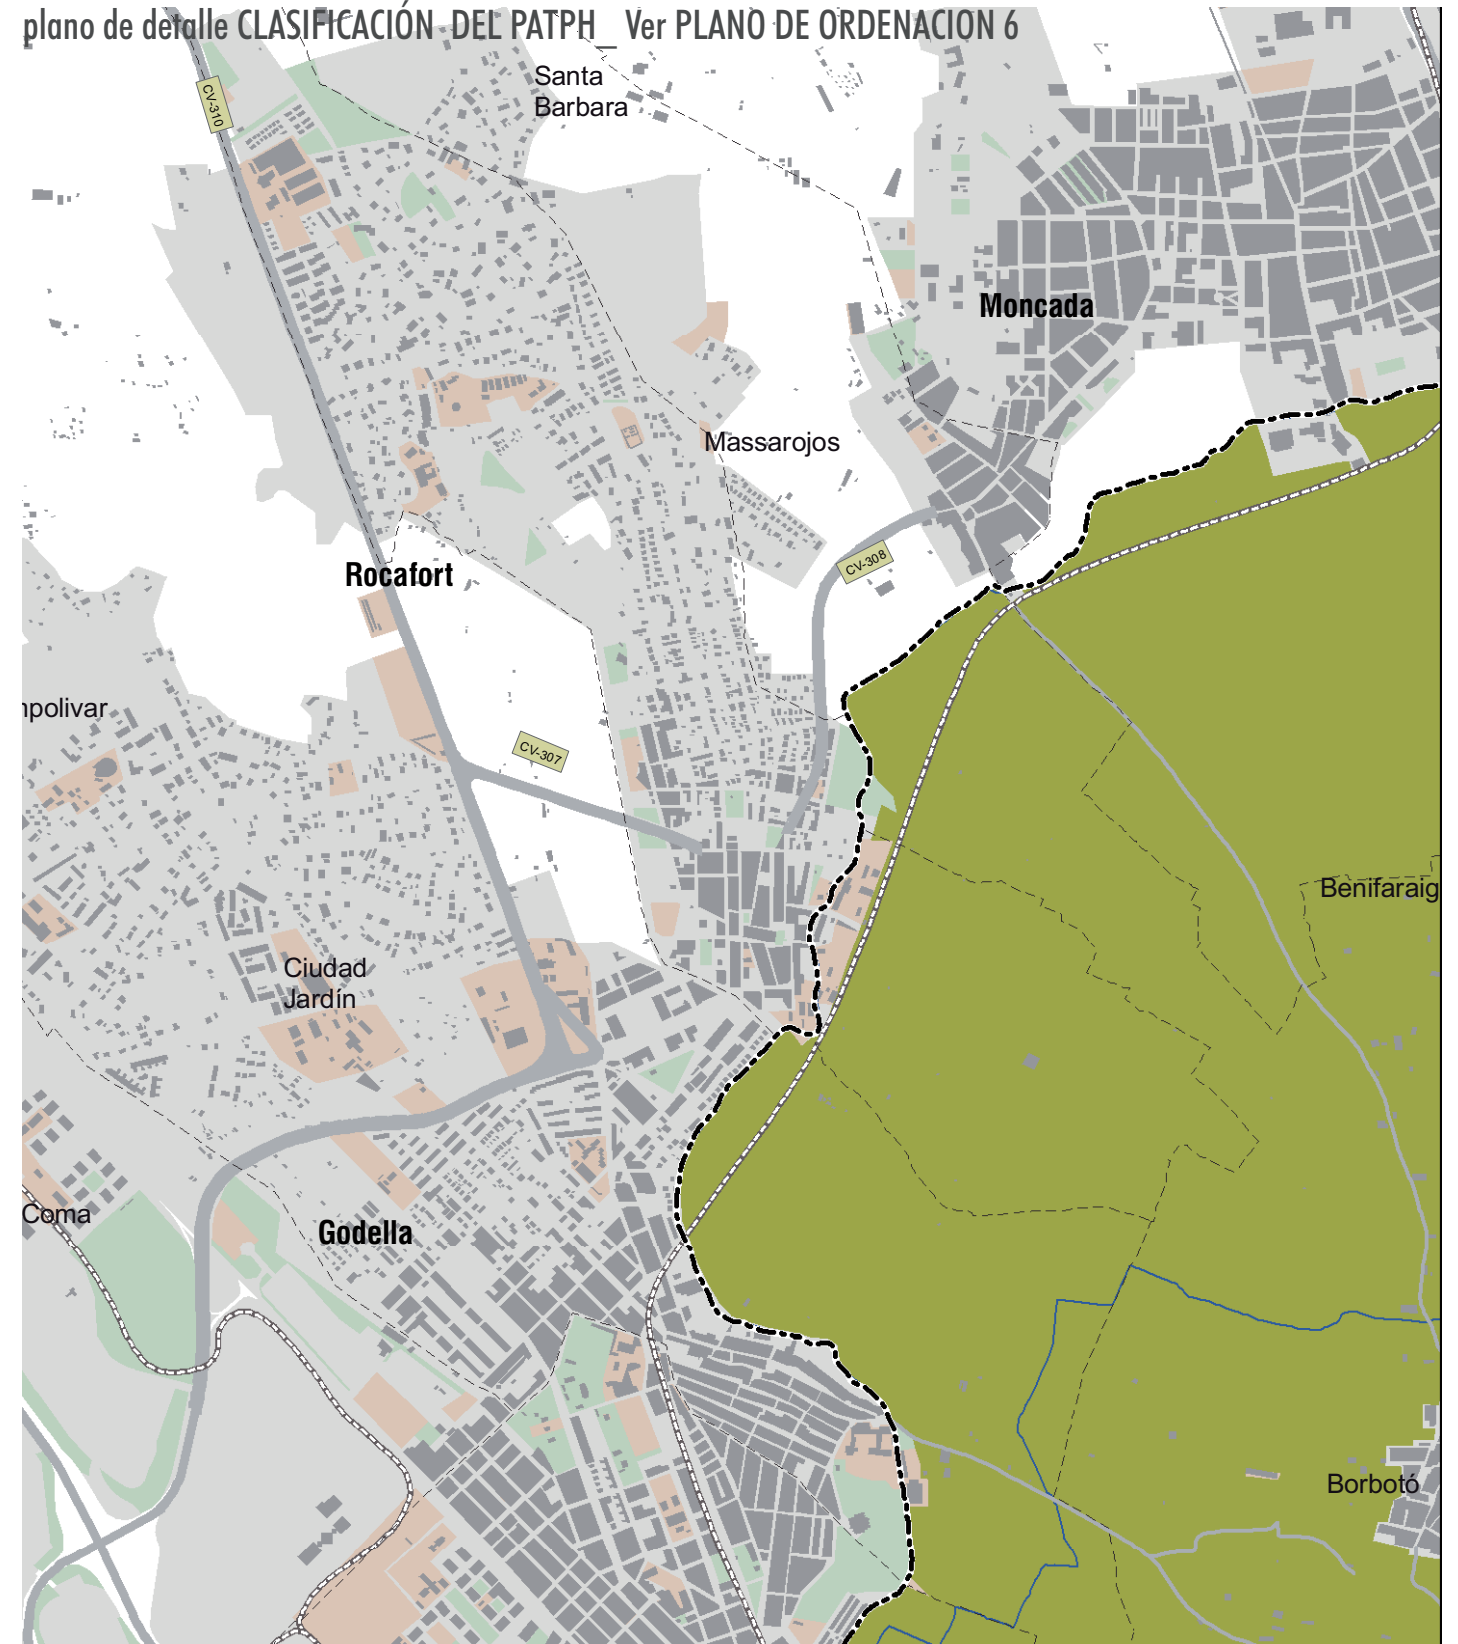 plano de detalle CLASIFICACIÓN DEL PATPH_ Ver PLANO DE ORDENACION 6
Santa
Barbara
CV-310
Moncada
Massarojos
CV-308
Rocafort
npolivar
CV-307
Benifaraig
Ciudad
Jardín
Coma
Godella
Borbotó